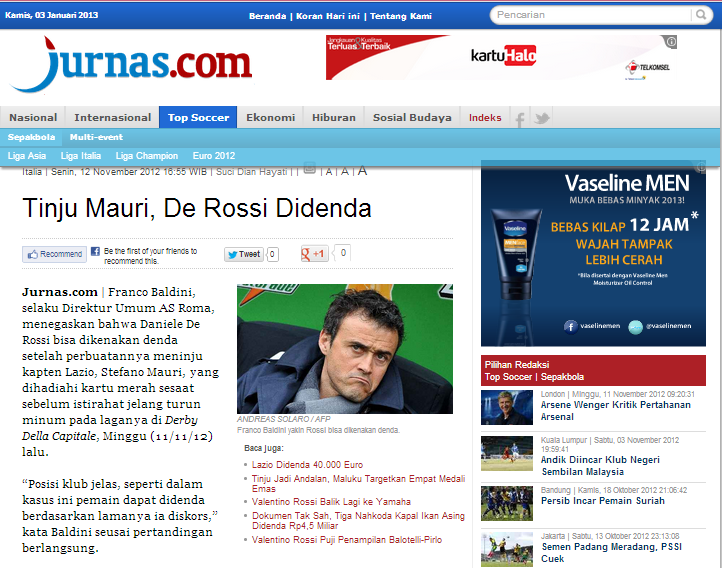 Kamis, 03 Januari 2013
Beranda | Koran Hari ini | Tentang Kami
Pencarian
Jurnas.com
Jangkauan & Kualitas
Terluas & Terbaik
kartuHalo
TELKOMSEL
Nasional
Internasional
Top Soccer
Ekonomi
Hiburan
Sosial Budaya
Indeks
Sepakbola
Multi-event
Liga Asia
Liga Italia
Liga Champion
Euro 2012
Italia | Senin, 12 November 2012 16:55 WIB | Suci Dian Hayati | | | A | A | A
Tinju Mauri, De Rossi Didenda
Recommend
Be the first of your friends to
recommend this.
Tweet
0
+1
0
Jurnas.com | Franco Baldini,
selaku Direktur Umum AS Roma,
menegaskan bahwa Daniele De
Rossi bisa dikenakan denda
setelah perbuatannya meninju
kapten Lazio, Stefano Mauri, yang
dihadiahi kartu merah sesaat
sebelum istirahat jelang turun
minum pada laganya di Derby
Della Capitale, Minggu (11/11/12)
lalu.
“Posisi klub jelas, seperti dalam
kasus ini pemain dapat didenda
berdasarkan lamanya ia diskors,”
kata Baldini seusai pertandingan
berlangsung.
ANDREAS SOLARO / AFP
Franco Baldini yakin Rossi bisa dikenakan denda.
Baca juga:
Lazio Didenda 40.000 Euro
Tinju Jadi Andalan, Maluku Targetkan Empat Medali
Emas
Valentino Rossi Balik Lagi ke Yamaha
Dokumen Tak Sah, Tiga Nahkoda Kapal Ikan Asing
Didenda Rp4,5 Miliar
Valentino Rossi Puji Penampilan Balotelli-Pirlo
Vaseline MEN
MUKA BEBAS MINYAK 2013!
BEBAS KILAP 12 JAM*
WAJAH TAMPAK
LEBIH CERAH
*Bila disertai dengan Vaseline Men
Moisturizer Oil Control
Vaseline
MEN
vaselinemen
@vaselinemen
Pilihan Redaksi
Top Soccer | Sepakbola
London | Minggu, 11 November 2012 09:20:31
Arsene Wenger Kritik Pertahanan
Arsenal
Kuala Lumpur | Sabtu, 03 November 2012
19:59:41
Andik Diincar Klub Negeri
Sembilan Malaysia
Bandung | Kamis, 18 Oktober 2012 21:06:42
Persib Incar Pemain Suriah
Jakarta | Sabtu, 13 Oktober 2012 23:13:08
Semen Padang Meradang, PSSI
Cuek